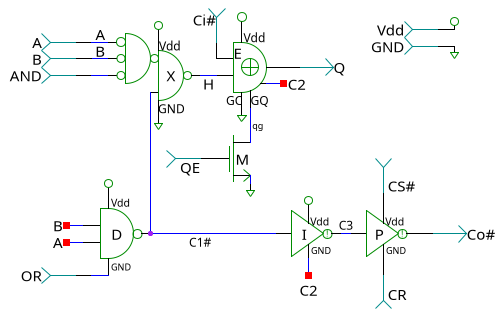 Ci#
Vdd
GND
A
A
B
B
AND
Vdd
X
GND
H
Vdd
E
GC
GQ
C2
Q
qg
QE
M
B
A
OR
Vdd
D
GND
C1#
Vdd
I
GND
C2
C3
CS#
Vdd
P
GND
CR
Co#